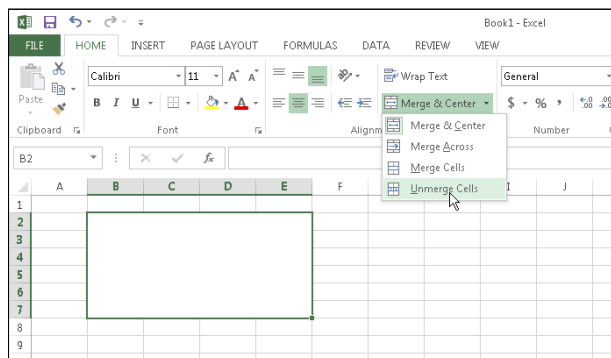 Book1 - Excel
FILE HOME INSERT PAGE LAYOUT FORMULAS DATA REVIEW VIEW
Calibri 11 A A Wrap Text General
Paste B I U A Merge & Center $ % , .0 .00
Clipboard Font Alignm Number
Merge & Center
Merge Across
Merge Cells
Unmerge Cells
B2 fx
A B C D E F I J
1
2
3
4
5
6
7
8
9